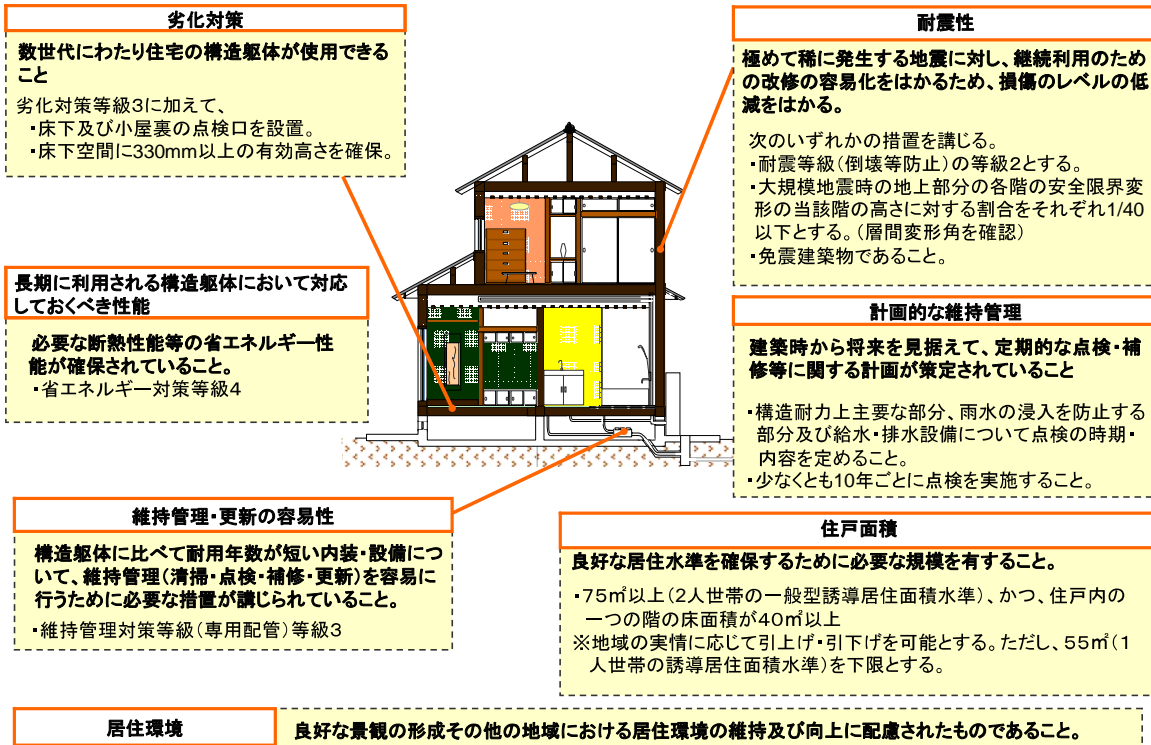 劣化対策
数世代にわたり住宅の構造躯体が使用できる
こと
劣化対策等級3に加えて、
・床下及び小屋裏の点検口を設置。
・床下空間に330mm以上の有効高さを確保。
耐震性
極めて稀に発生する地震に対し、継続利用のため
の改修の容易化をはかるため、損傷のレベルの低
減をはかる。
次のいずれかの措置を講じる。
・耐震等級(倒壊等防止)の等級2とする。
・大規模地震時の地上部分の各階の安全限界変
形の当該階の高さに対する割合をそれぞれ1/40
以下とする。(層間変形角を確認)
・免震建築物であること。
長期に利用される構造躯体において対応
しておくべき性能
必要な断熱性能等の省エネルギー性
能が確保されていること。
・省エネルギー対策等級4
計画的な維持管理
建築時から将来を見据えて、定期的な点検・補
修等に関する計画が策定されていること
・構造耐力上主要な部分、雨水の浸入を防止する
部分及び給水・排水設備について点検の時期・
内容を定めること。
・少なくとも10年ごとに点検を実施すること。
維持管理・更新の容易性
構造躯体に比べて耐用年数が短い内装・設備につ
いて、維持管理(清掃・点検・補修・更新)を容易に
行うために必要な措置が講じられていること。
・維持管理対策等級(専用配管)等級3
住戸面積
良好な居住水準を確保するために必要な規模を有すること。
・75㎡以上(2人世帯の一般型誘導居住面積水準)、かつ、住戸内の
一つの階の床面積が40㎡以上
※地域の実情に応じて引上げ・引下げを可能とする。ただし、55㎡(1
人世帯の誘導居住面積水準)を下限とする。
居住環境
良好な景観の形成その他の地域における居住環境の維持及び向上に配慮されたものであること。